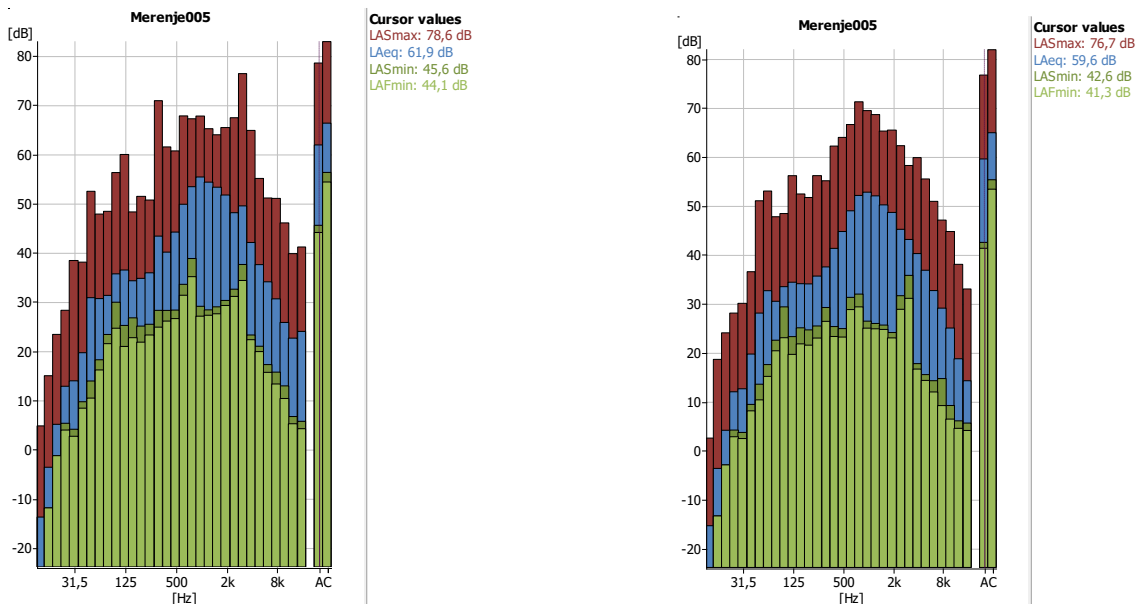 Merenje005
[dB]
80
70
60
50
40
30
20
10
0
-10
-20
31,5 125 500 2k 8k AC
[Hz]
Cursor values
LASmax: 78,6 dB
LAeq: 61,9 dB
LASmin: 45,6 dB
LAFmin: 44,1 dB
Merenje005
[dB]
80
70
60
50
40
30
20
10
0
-10
-20
31,5 125 500 2k 8k AC
[Hz]
Cursor values
LASmax: 76,7 dB
LAeq: 59,6 dB
LASmin: 42,6 dB
LAFmin: 41,3 dB